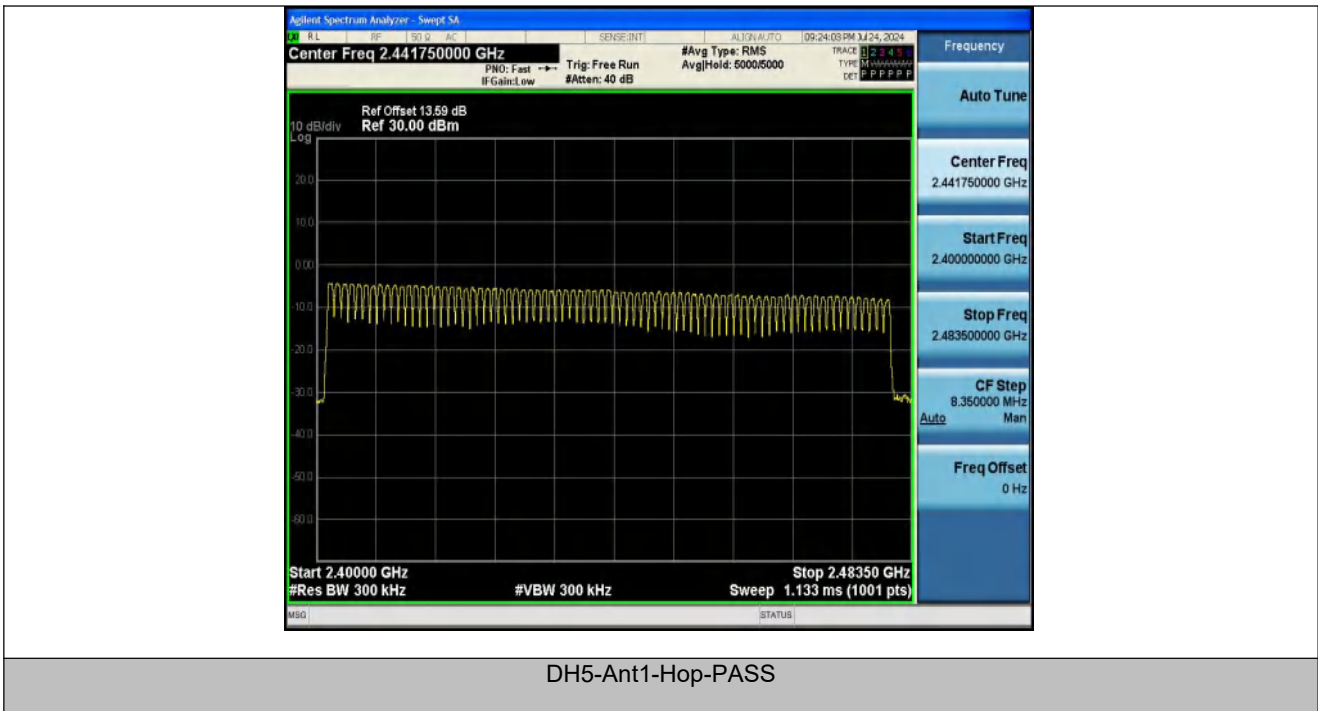 Agilent Spectrum Analyzer - Swept SA
RL RF 50 Ω AC SENSE:INT ALIGN AUTO 09:24:03 PM Jul 24, 2024
Center Freq 2.441750000 GHz
PNO: Fast
IFGain:Low
Trig: Free Run
#Atten: 40 dB
#Avg Type: RMS
Avg|Hold: 5000/5000
TRACE 1 2 3 4 5 6
TYPE M
DET P P P P P P
Ref Offset 13.59 dB
10 dB/div Ref 30.00 dBm
Log
20.0
10.0
0.00
-10.0
-20.0
-30.0
-40.0
-50.0
-60.0
Start 2.40000 GHz Stop 2.48350 GHz
#Res BW 300 kHz #VBW 300 kHz Sweep 1.133 ms (1001 pts)
MSG STATUS
Frequency
Auto Tune
Center Freq
2.441750000 GHz
Start Freq
2.400000000 GHz
Stop Freq
2.483500000 GHz
CF Step
8.350000 MHz
Auto Man
Freq Offset
0 Hz
DH5-Ant1-Hop-PASS